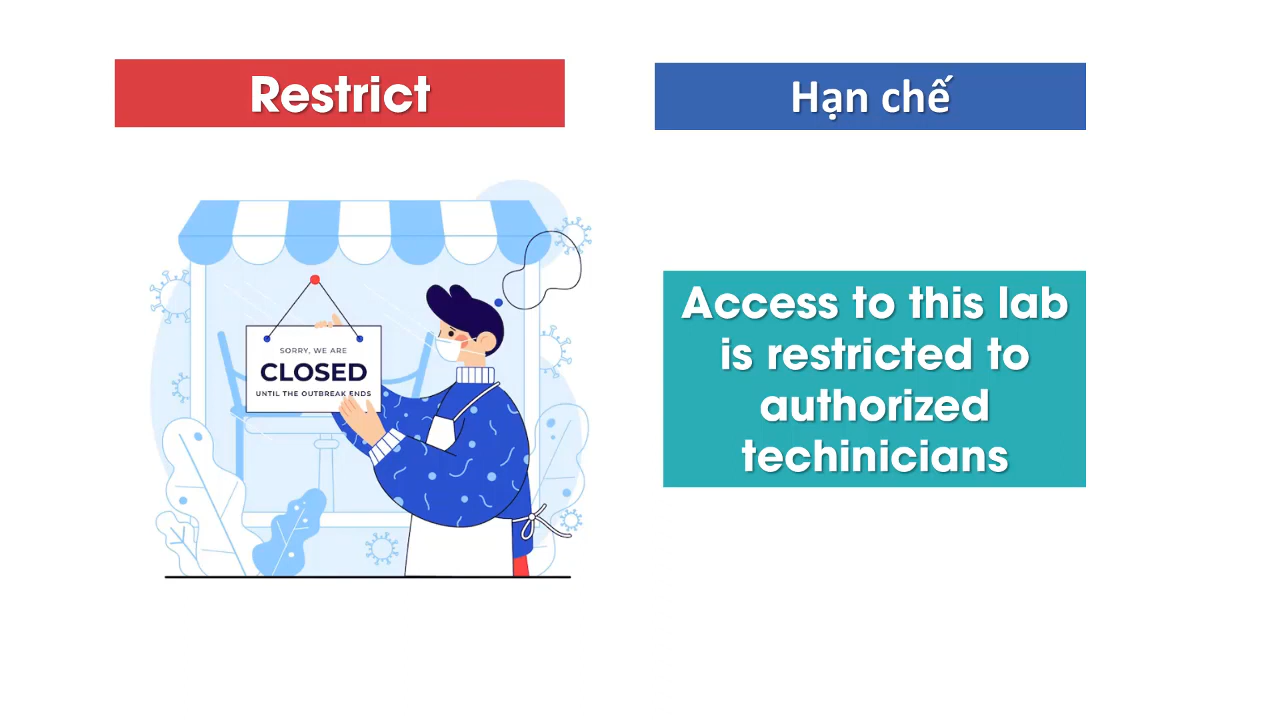 Restrict
Hạn chế
SORRY, WE ARE
CLOSED
UNTIL THE OUTBREAK ENDS
Access to this lab
is restricted to
authorized
techinicians